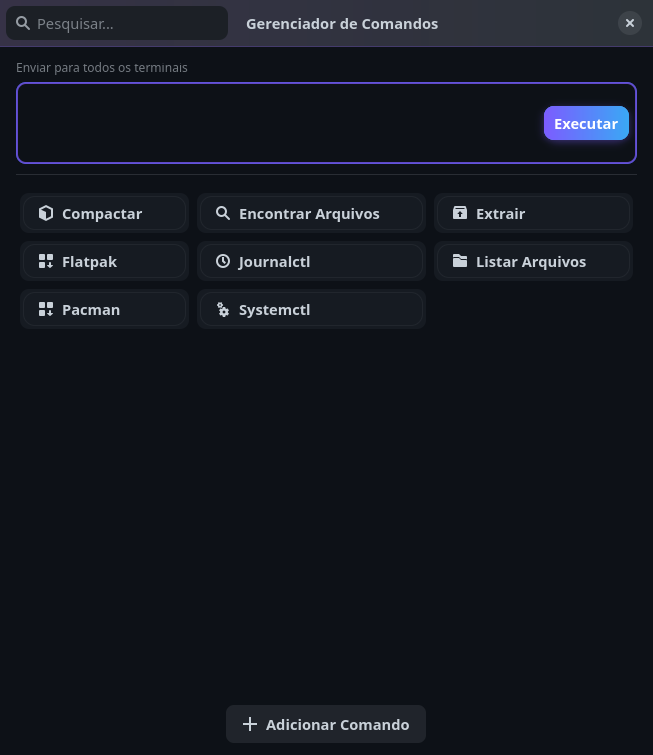 Pesquisar...
Gerenciador de Comandos
Enviar para todos os terminais
Executar
Compactar
Encontrar Arquivos
Extrair
Flatpak
Journalctl
Listar Arquivos
Pacman
Systemctl
Adicionar Comando